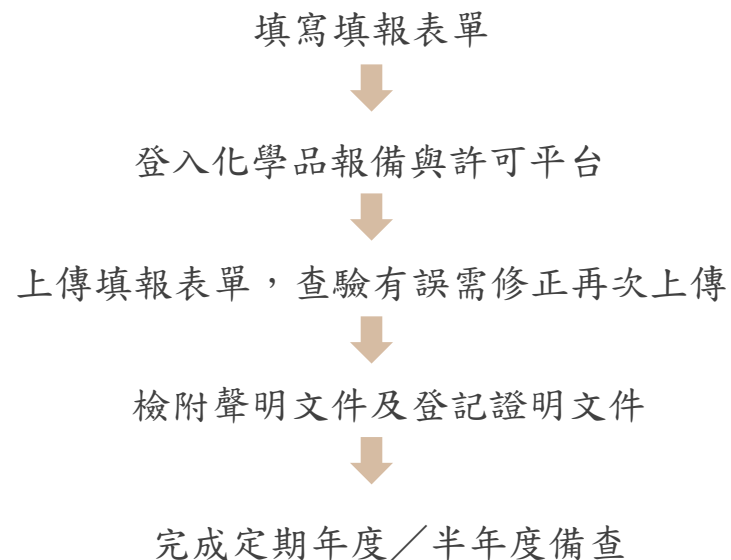 填寫填報表單
登入化學品報備與許可平台
上傳填報表單，查驗有誤需修正再次上傳
檢附聲明文件及登記證明文件
完成定期年度／半年度備查